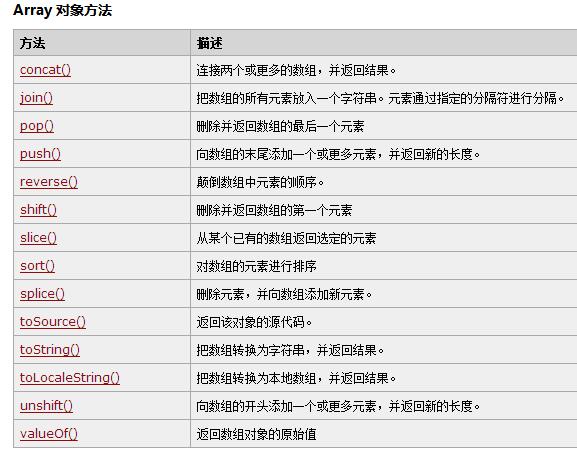 Array 对象方法
方法 描述
concat() 连接两个或更多的数组，并返回结果。
join() 把数组的所有元素放入一个字符串。元素通过指定的分隔符进行分隔。
pop() 删除并返回数组的最后一个元素
push() 向数组的末尾添加一个或更多元素，并返回新的长度。
reverse() 颠倒数组中元素的顺序。
shift() 删除并返回数组的第一个元素
slice() 从某个已有的数组返回选定的元素
sort() 对数组的元素进行排序
splice() 删除元素，并向数组添加新元素。
toSource() 返回该对象的源代码。
toString() 把数组转换为字符串，并返回结果。
toLocaleString() 把数组转换为本地数组，并返回结果。
unshift() 向数组的开头添加一个或更多元素，并返回新的长度。
valueOf() 返回数组对象的原始值